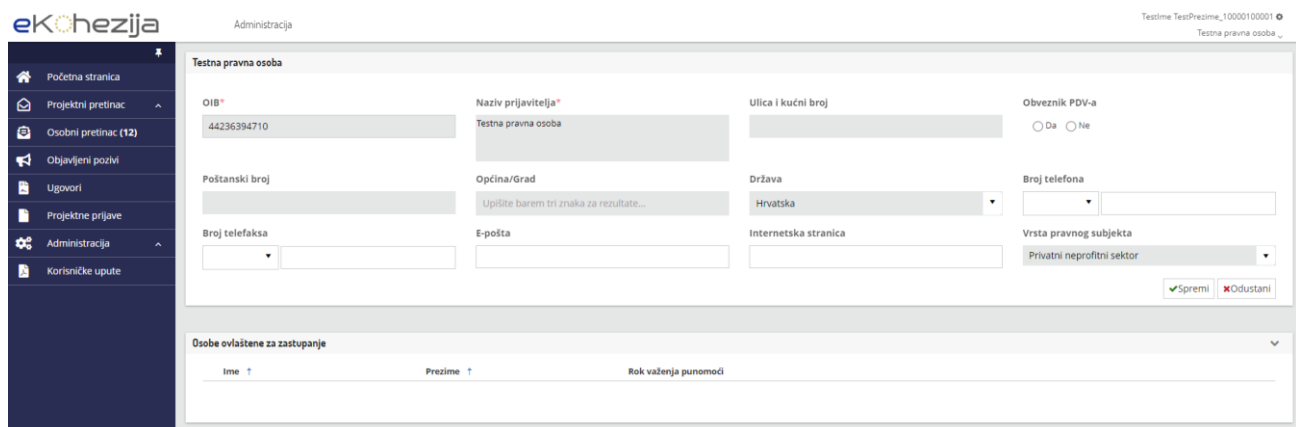 eKohezija
Administracija
TestIme TestPrezime_10000100001
Testna pravna osoba
Početna stranica
Projektni pretinac
Osobni pretinac (12)
Objavljeni pozivi
Ugovori
Projektne prijave
Administracija
Korisničke upute
Testna pravna osoba
OIB* Naziv prijavitelja* Ulica i kućni broj Obveznik PDV-a
44236394710 Testna pravna osoba Da Ne
Poštanski broj Općina/Grad Država Broj telefona
Upišite barem tri znaka za rezultate... Hrvatska
Broj telefaksa E-pošta Internetska stranica Vrsta pravnog subjekta
Privatni neprofitni sektor
Spremi Odustani
Osobe ovlaštene za zastupanje
Ime ↑ Prezime ↑ Rok važenja punomoći